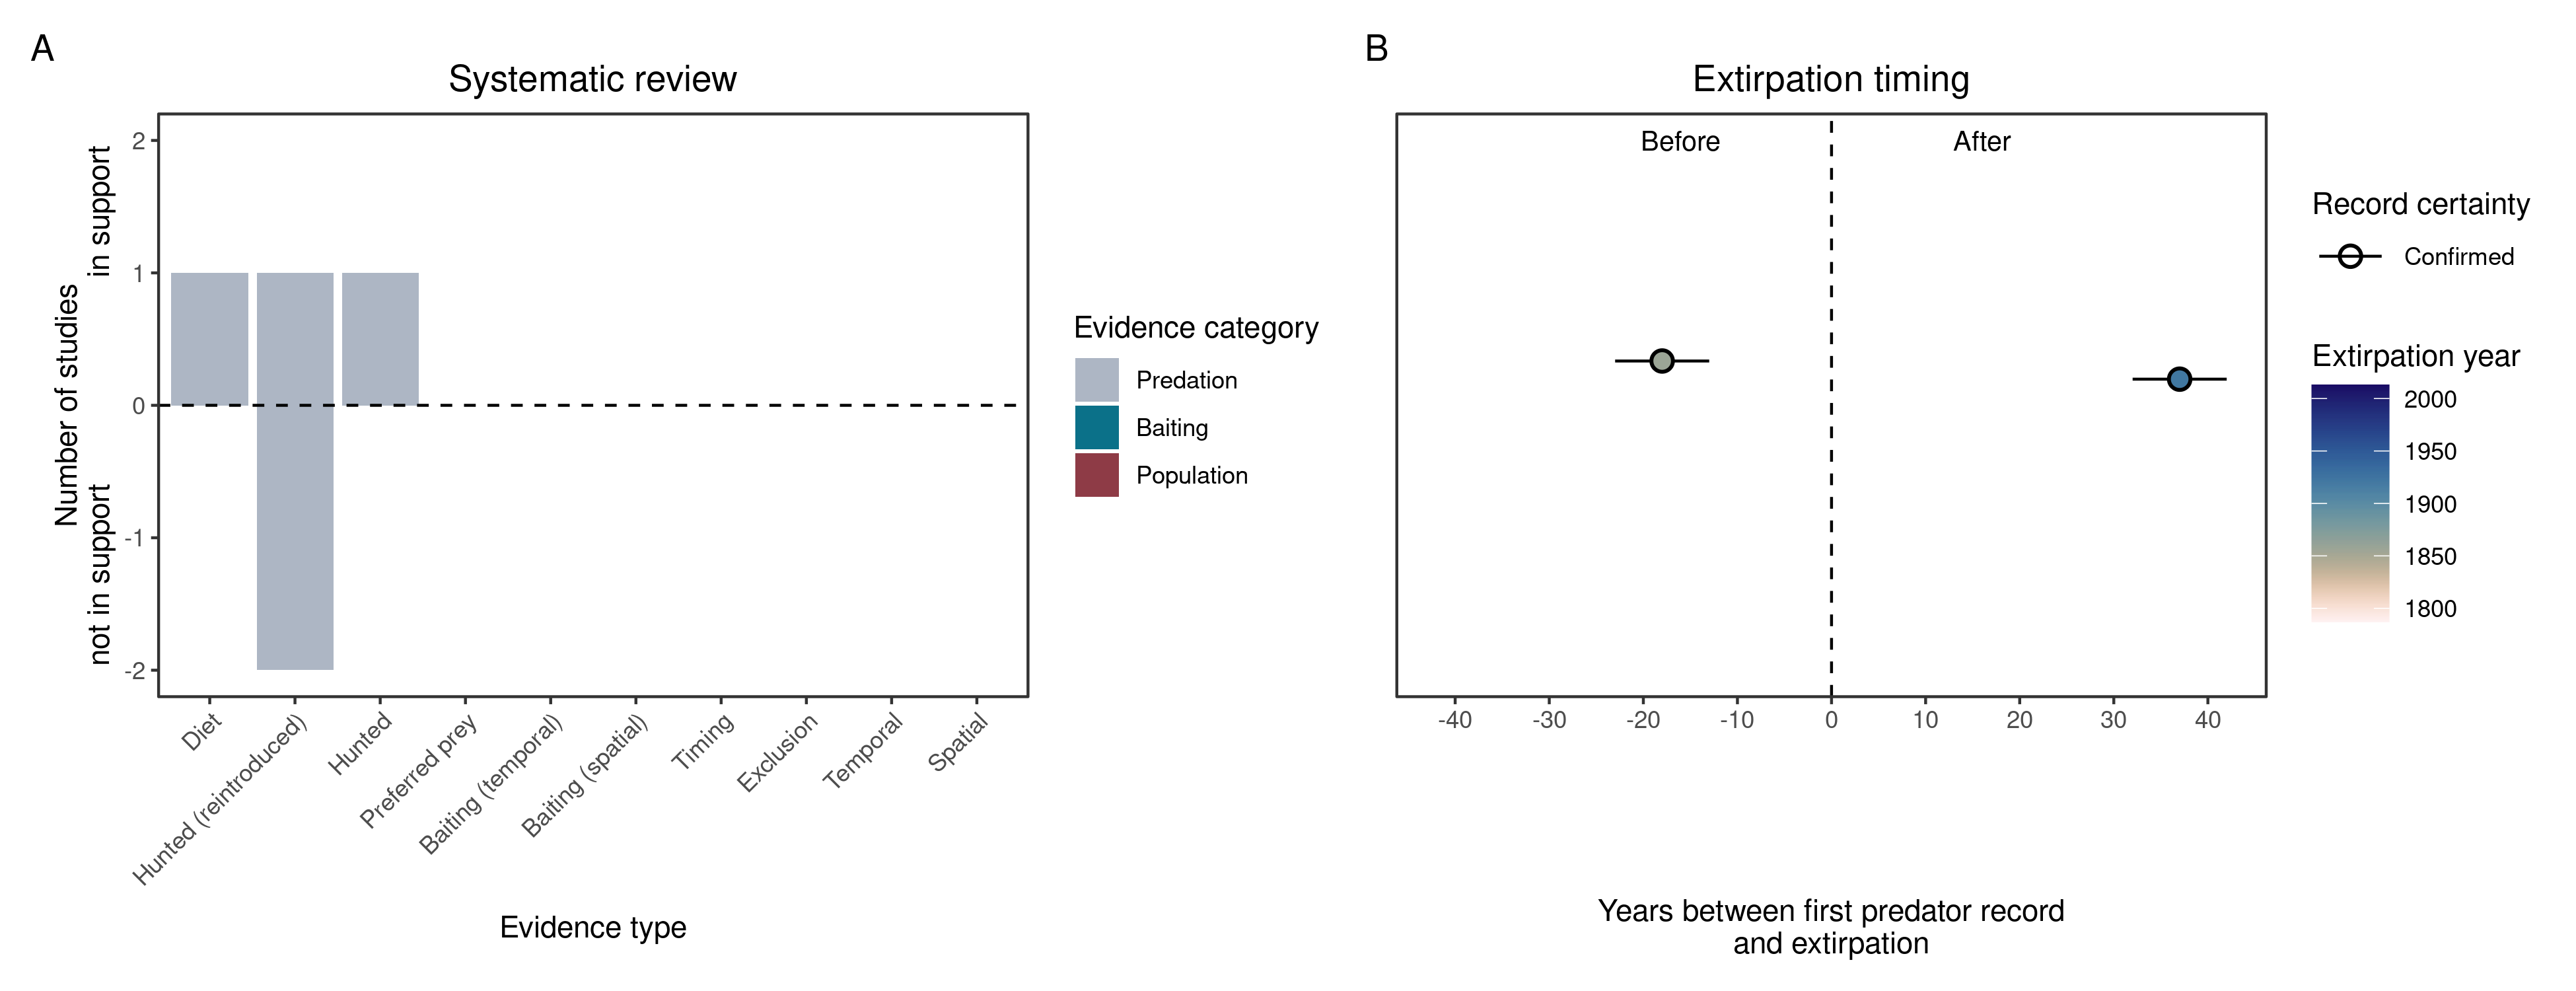 A
Systematic review
Number of studies
not in support
in support
2
1
0
-1
-2
Diet
Hunted (reintroduced)
Hunted
Preferred prey
Baiting (temporal)
Baiting (spatial)
Timing
Exclusion
Temporal
Spatial
Evidence type
Evidence category
Predation
Baiting
Population
B
Extirpation timing
Before
After
-40
-30
-20
-10
0
10
20
30
40
Years between first predator record
and extirpation
Record certainty
Confirmed
Extirpation year
2000
1950
1900
1850
1800